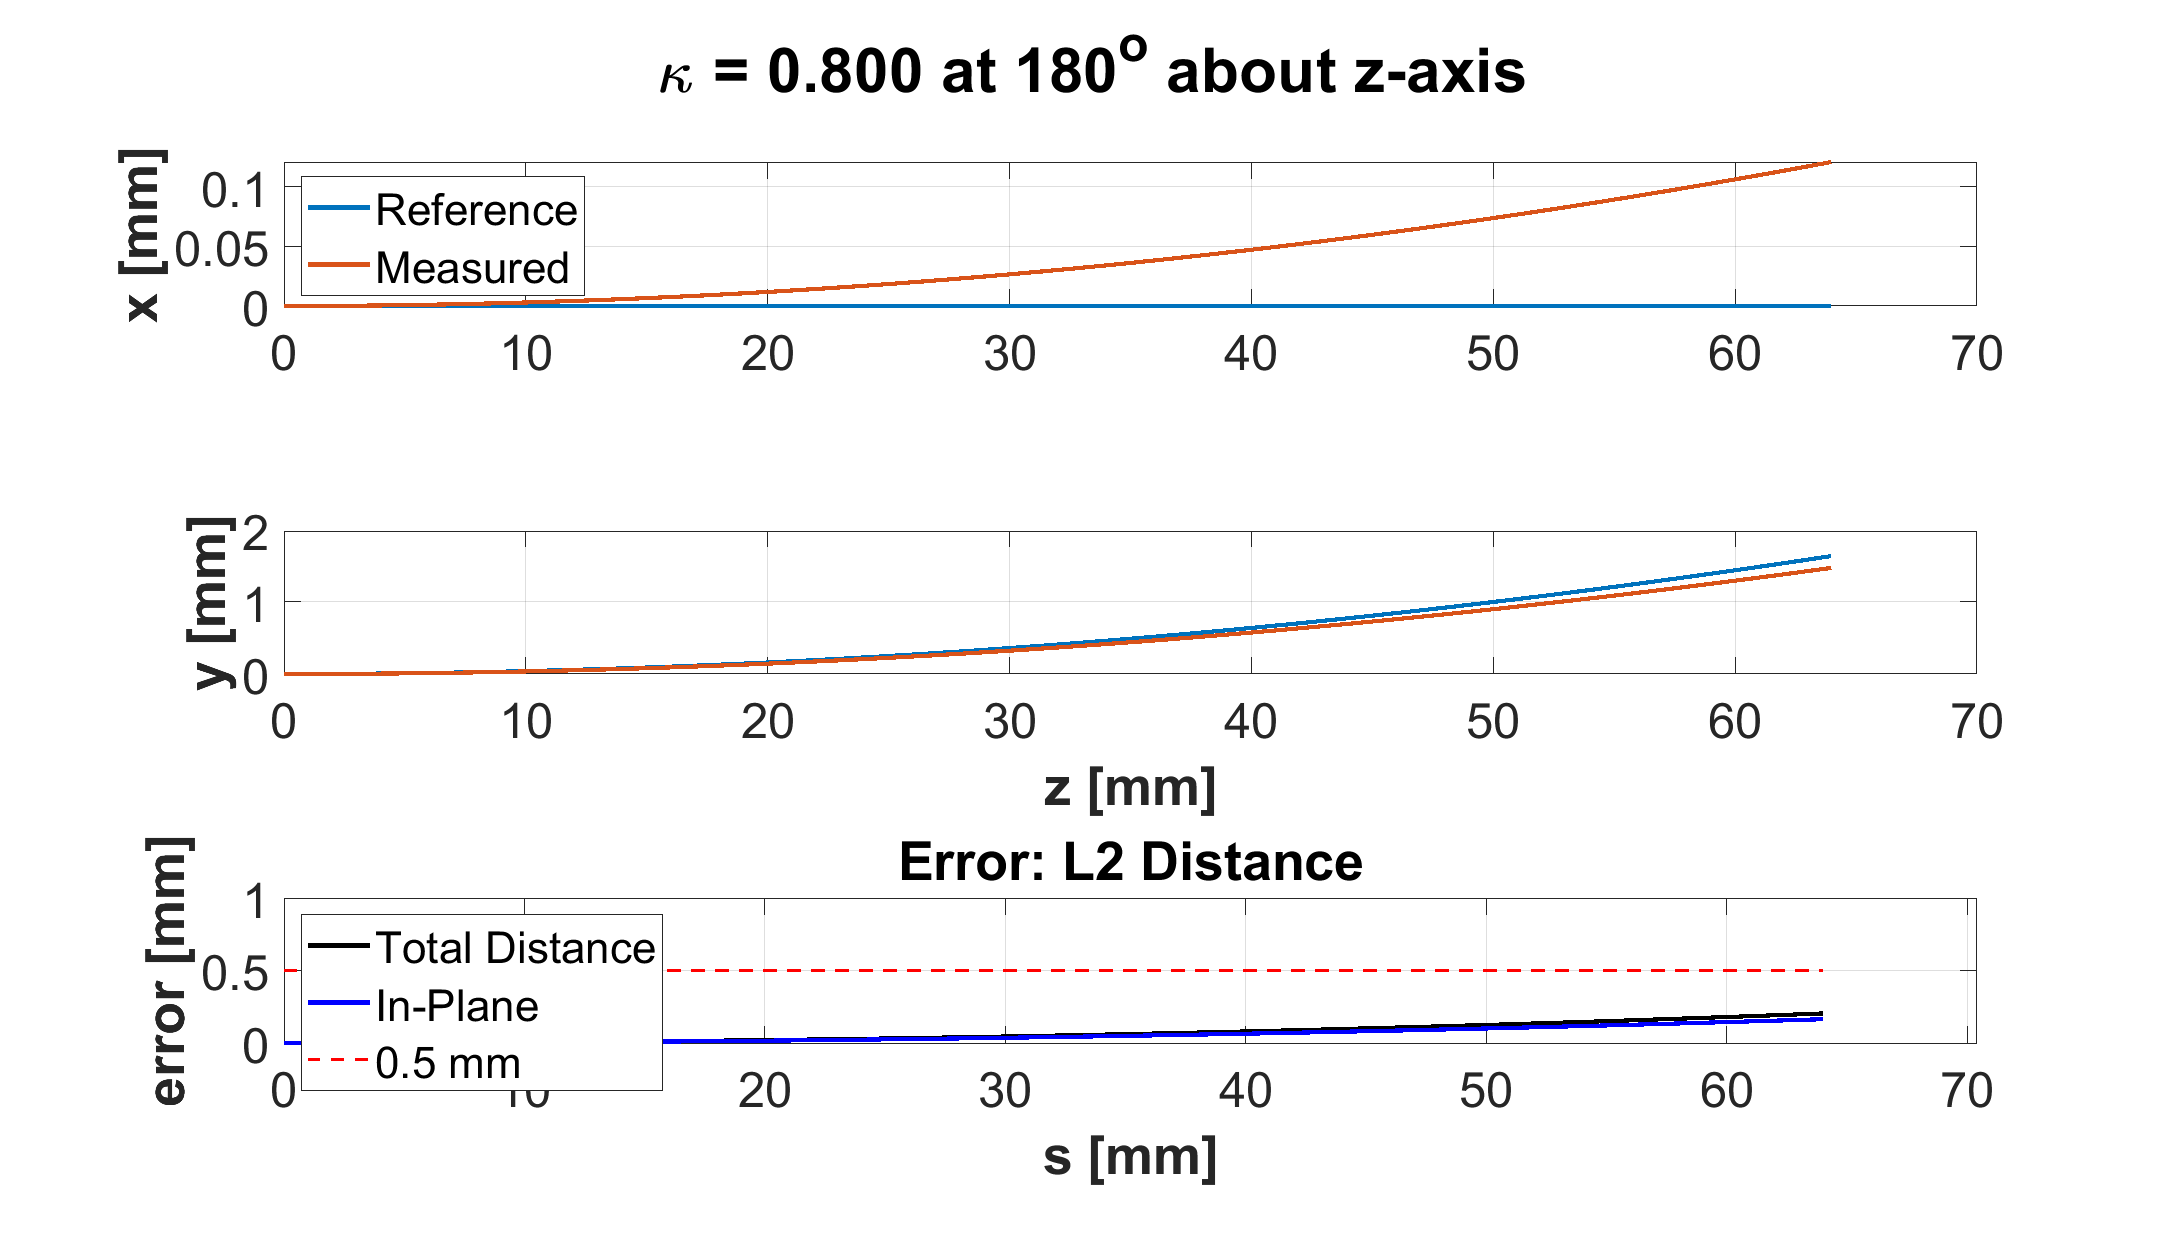 κ = 0.800 at 180° about z-axis
x [mm]
0.1
0.05
0
Reference
Measured
0 10 20 30 40 50 60 70
y [mm]
2
1
0
0 10 20 30 40 50 60 70
z [mm]
Error: L2 Distance
error [mm]
1
0.5
0
Total Distance
In-Plane
0.5 mm
0 10 20 30 40 50 60 70
s [mm]